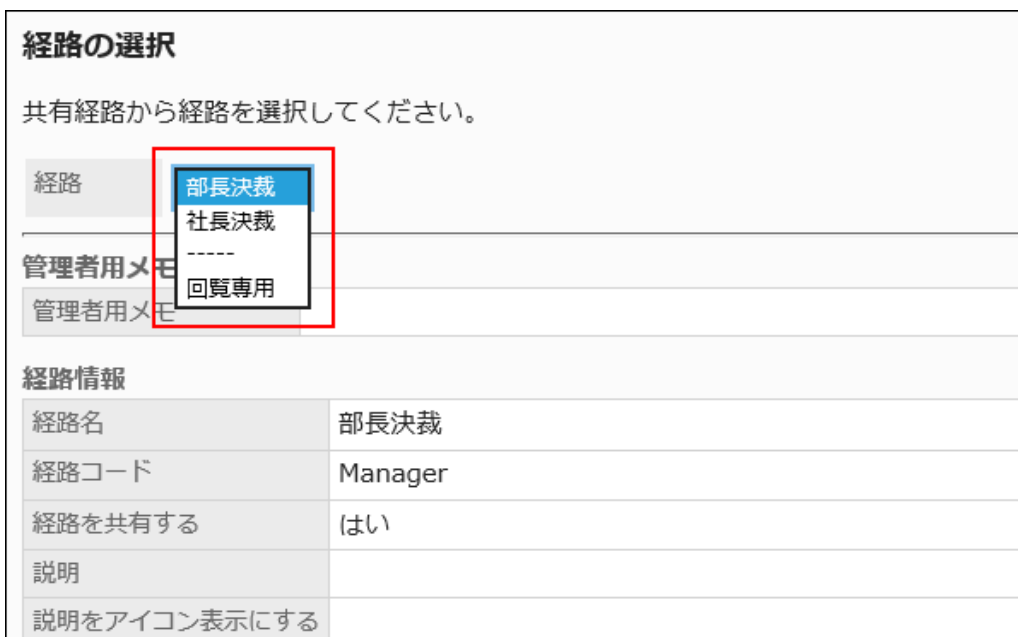 経路の選択
共有経路から経路を選択してください。
経路
部長決裁
社長決裁
-----
回覧専用
管理者用メモ
管理者用メモ
経路情報
経路名 部長決裁
経路コード Manager
経路を共有する はい
説明
説明をアイコン表示にする